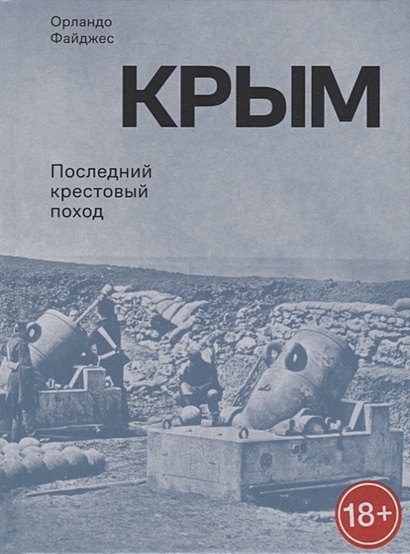 Орландо
Файджес
КРЫМ
Последний
крестовый
поход
18+